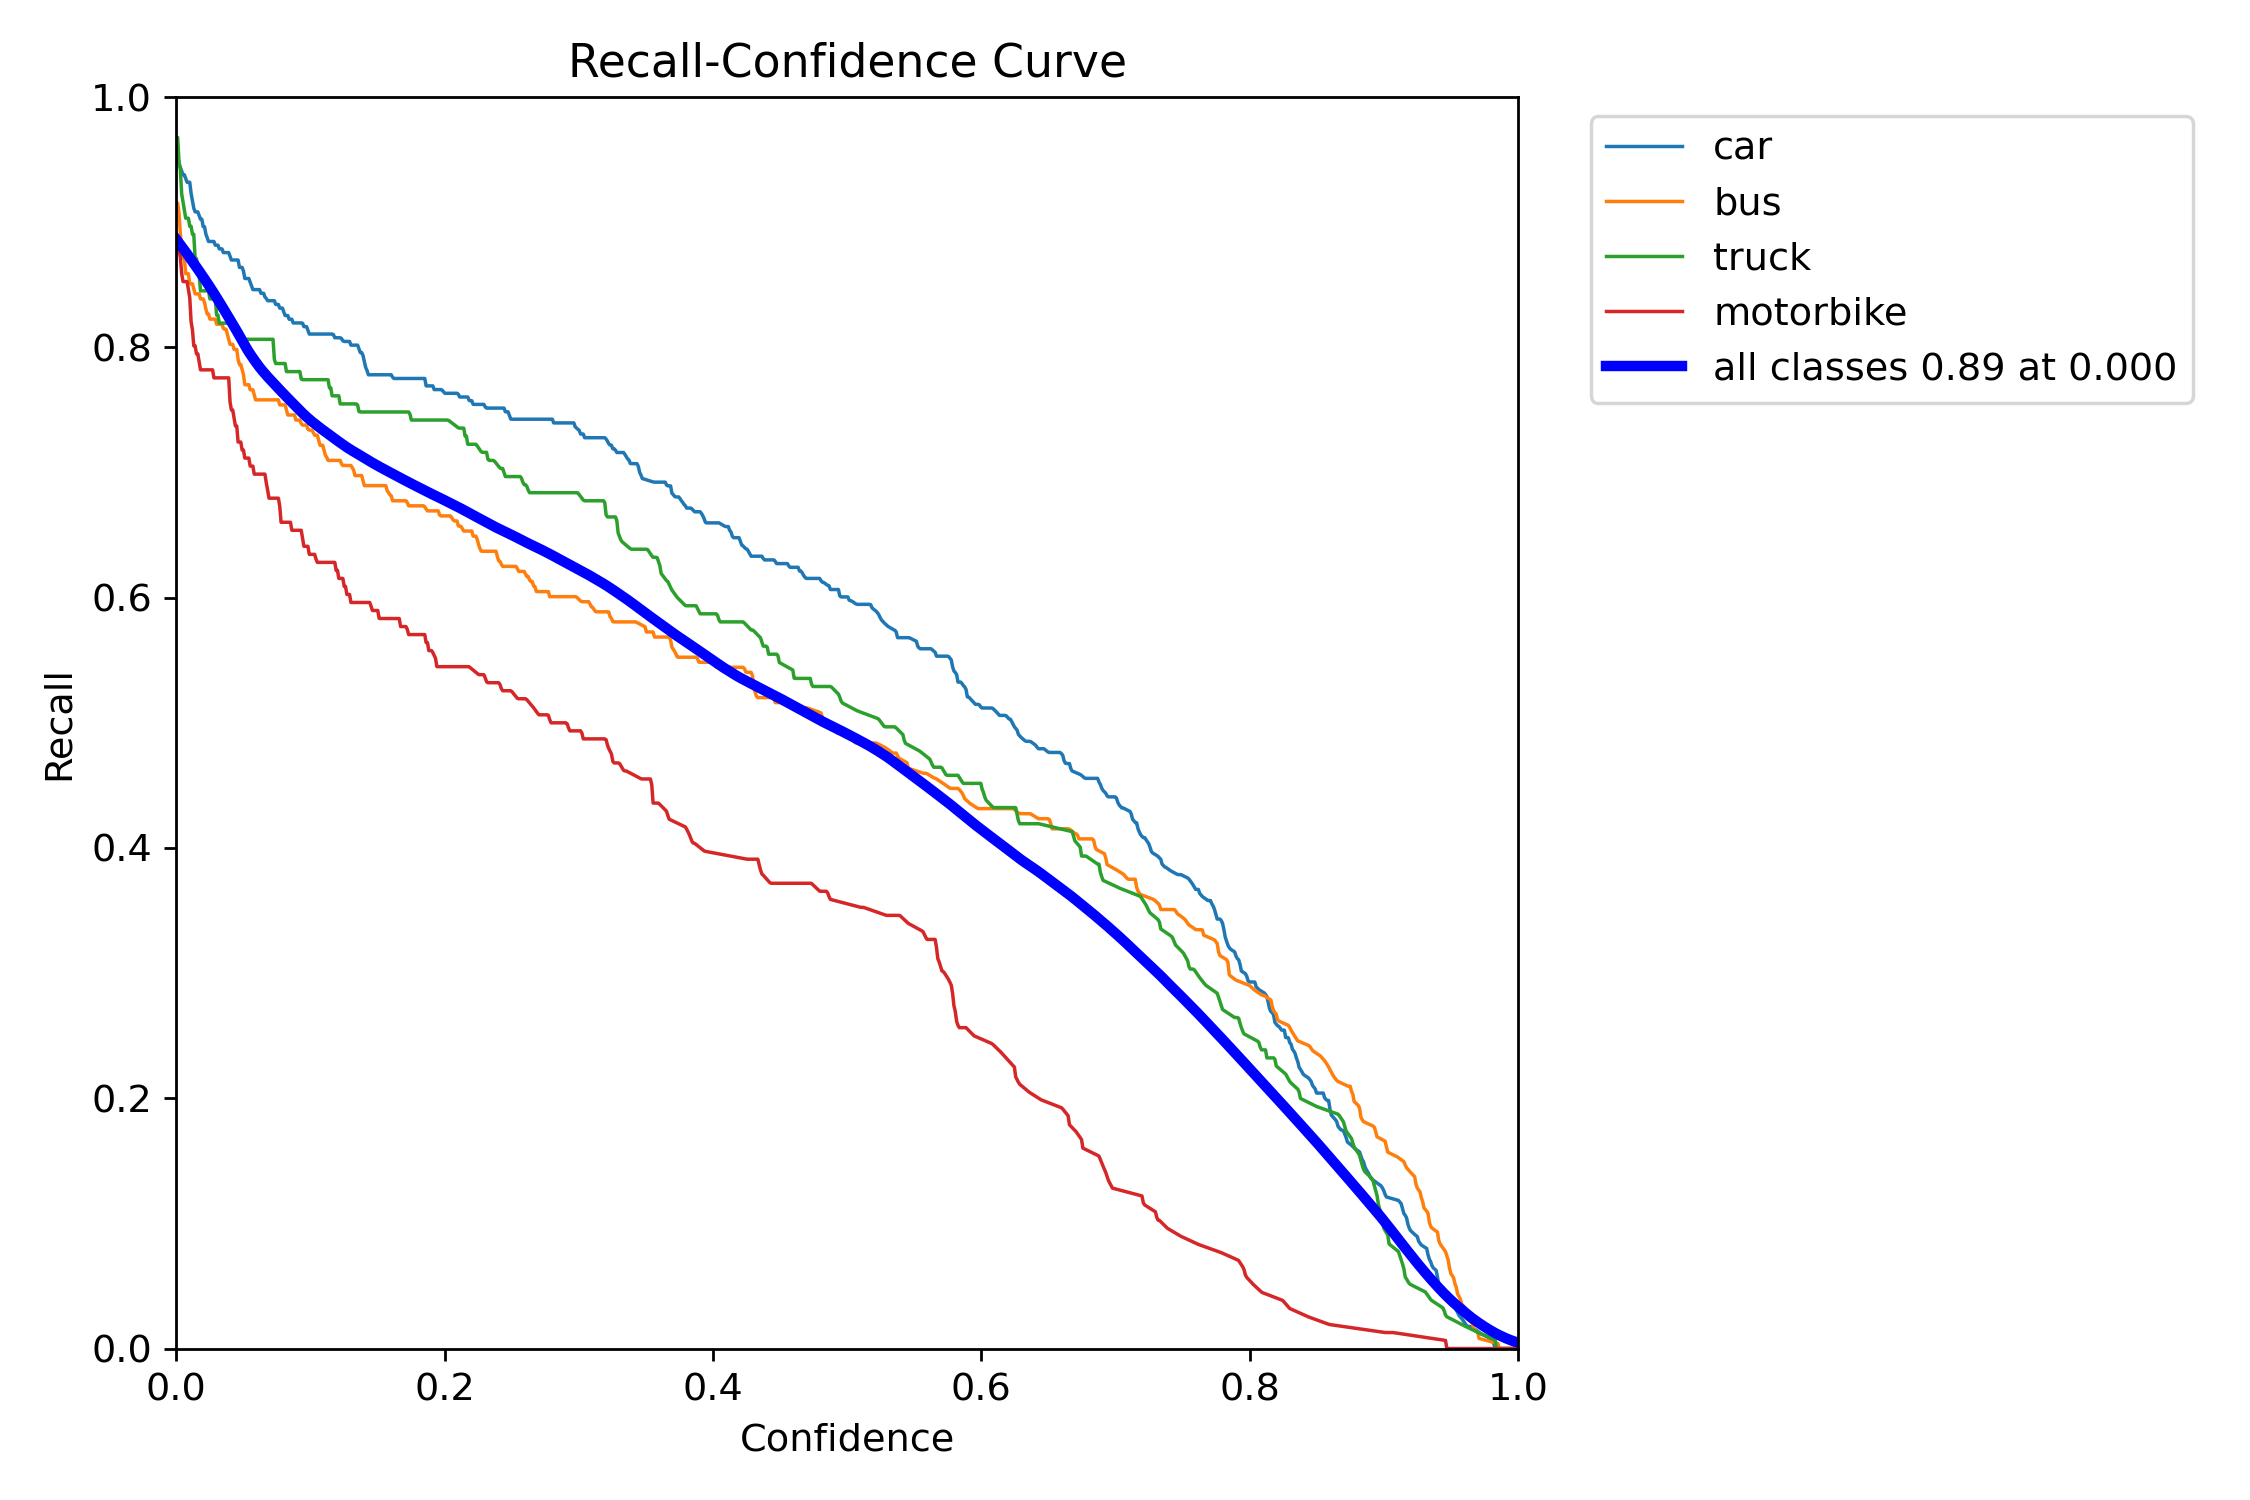 Recall-Confidence Curve
1.0
0.8
0.6
0.4
0.2
0.0
Recall
0.0 0.2 0.4 0.6 0.8 1.0
Confidence
car
bus
truck
motorbike
all classes 0.89 at 0.000